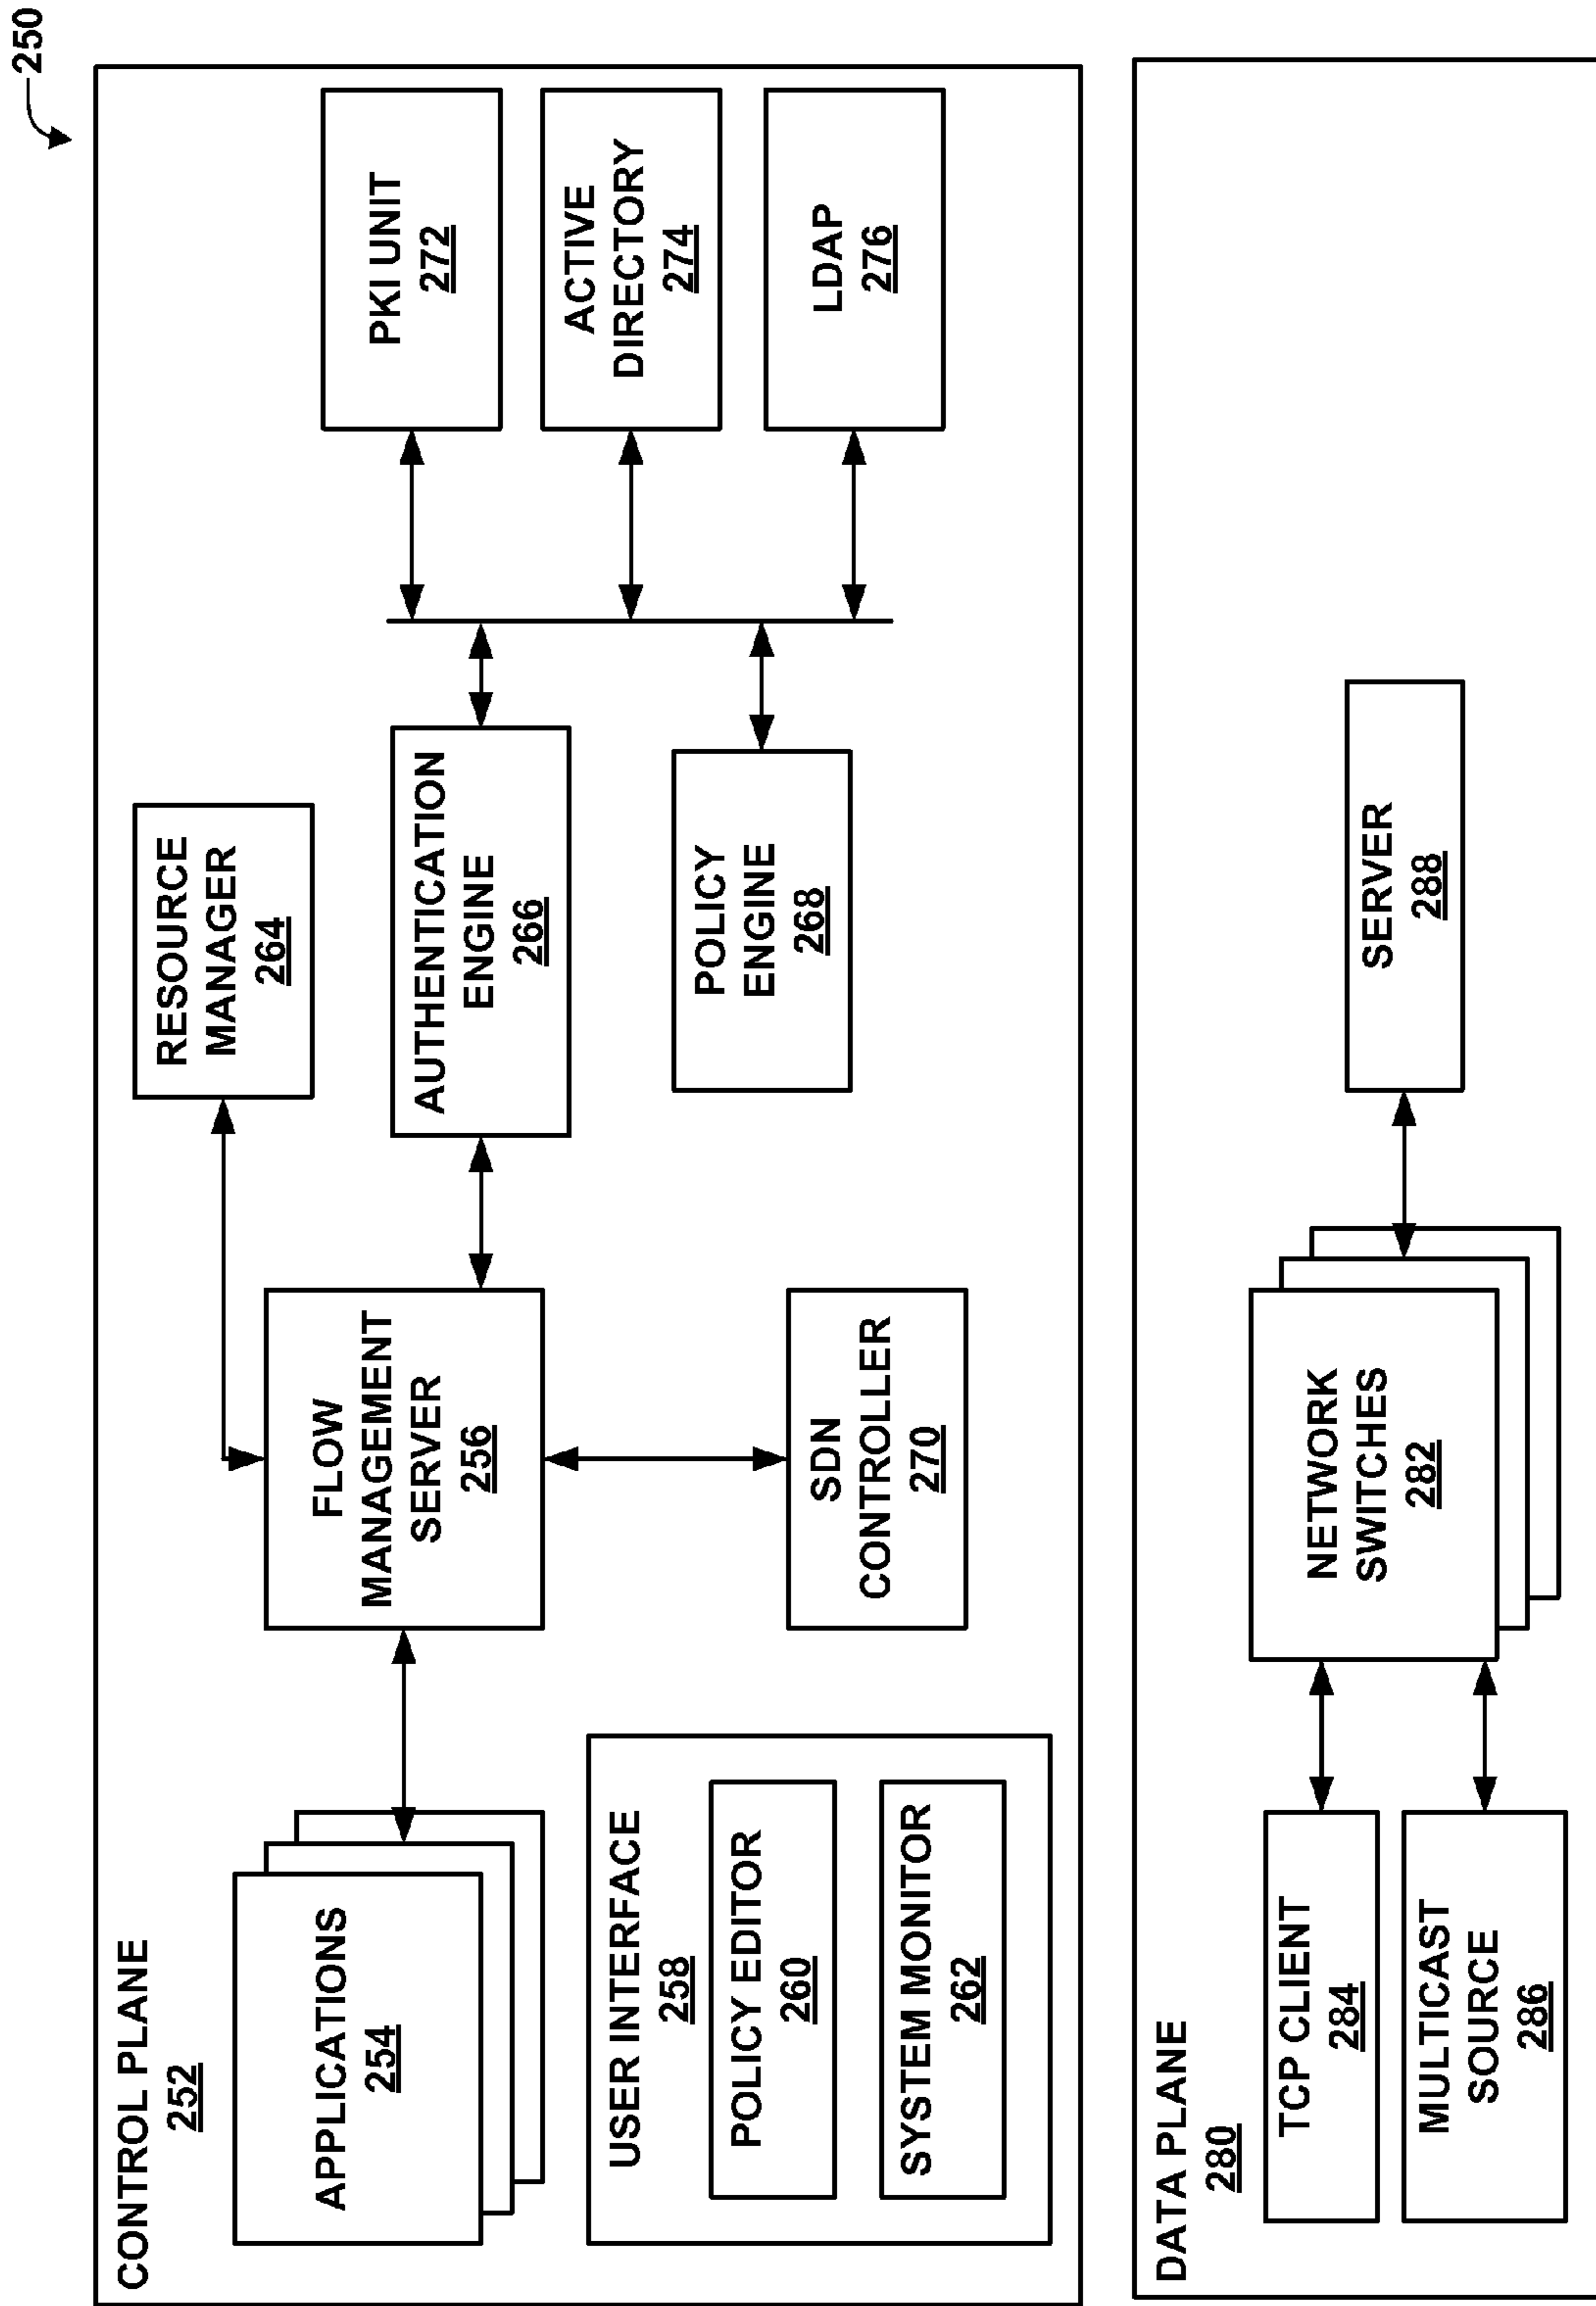 250
CONTROL PLANE
252
APPLICATIONS
254
FLOW
MANAGEMENT
SERVER
256
RESOURCE
MANAGER
264
AUTHENTICATION
ENGINE
266
PKI UNIT
272
ACTIVE
DIRECTORY
274
LDAP
276
POLICY
ENGINE
268
SDN
CONTROLLER
270
USER INTERFACE
258
POLICY EDITOR
260
SYSTEM MONITOR
262
DATA PLANE
280
TCP CLIENT
284
MULTICAST
SOURCE
286
NETWORK
SWITCHES
282
SERVER
288